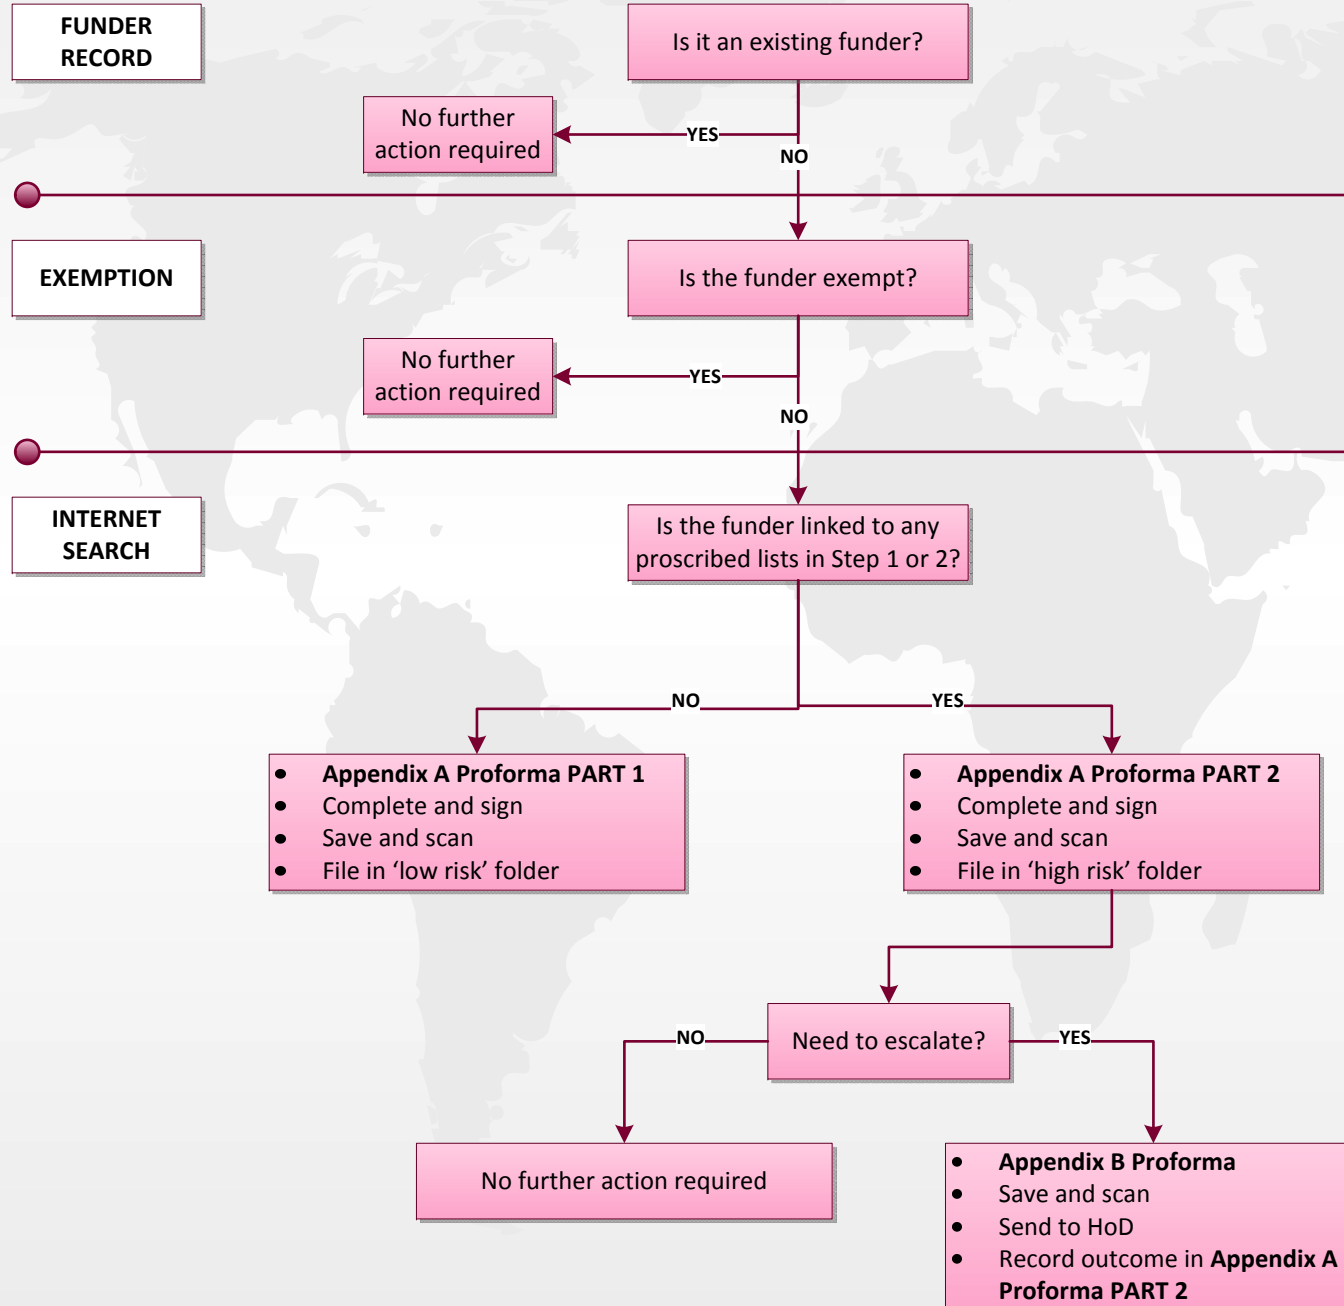 FUNDER
RECORD
Is it an existing funder?
No further
action required
YES
NO
EXEMPTION
Is the funder exempt?
No further
action required
YES
NO
INTERNET
SEARCH
Is the funder linked to any
proscribed lists in Step 1 or 2?
NO
YES
• Appendix A Proforma PART 1
• Complete and sign
• Save and scan
• File in ‘low risk’ folder
• Appendix A Proforma PART 2
• Complete and sign
• Save and scan
• File in ‘high risk’ folder
Need to escalate?
NO
YES
No further action required
• Appendix B Proforma
• Save and scan
• Send to HoD
• Record outcome in Appendix A
Proforma PART 2